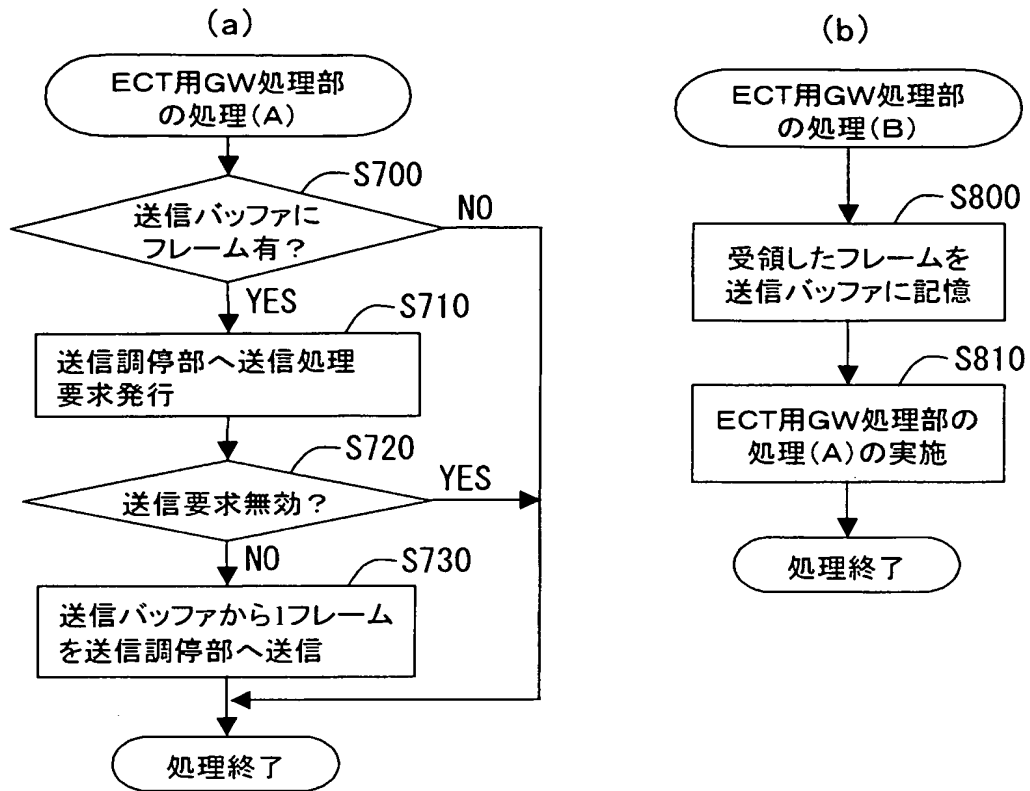 (a)
ECT用GW処理部
の処理(A)
S700
送信バッファに
フレーム有?
NO
YES
S710
送信調停部へ送信処理
要求発行
S720
送信要求無効?
YES
NO
S730
送信バッファから1フレーム
を送信調停部へ送信
処理終了
(b)
ECT用GW処理部
の処理(B)
S800
受領したフレームを
送信バッファに記憶
S810
ECT用GW処理部の
処理(A)の実施
処理終了